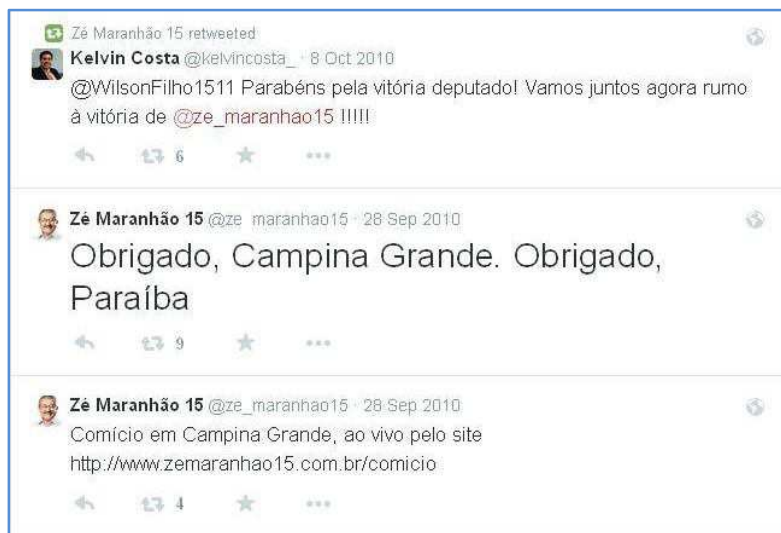 Zé Maranhão 15 retweeted
Kelvin Costa @kelvincosta_ · 8 Oct 2010
@WilsonFilho1511 Parabéns pela vitória deputado! Vamos juntos agora rumo
à vitória de @ze_maranhao15 !!!!!
6
Zé Maranhão 15 @ze_maranhao15 · 28 Sep 2010
Obrigado, Campina Grande. Obrigado,
Paraíba
9
Zé Maranhão 15 @ze_maranhao15 · 28 Sep 2010
Comício em Campina Grande, ao vivo pelo site
http://www.zemaranhao15.com.br/comicio
4